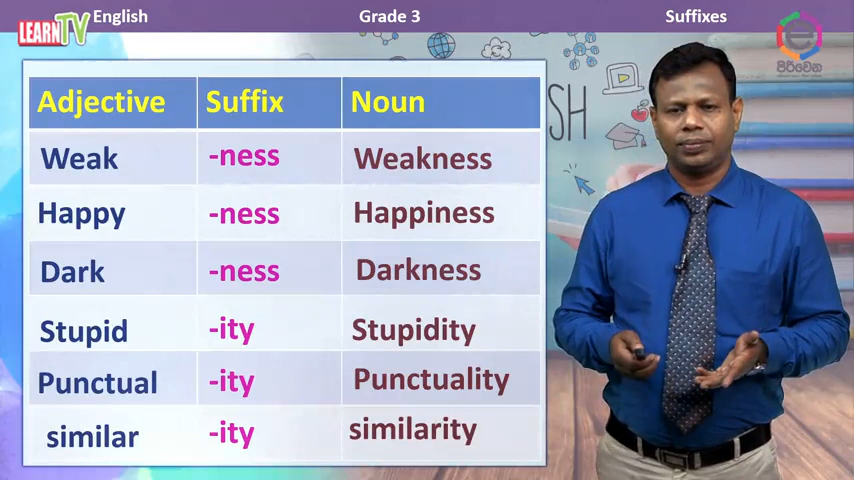 English Grade 3 Suffixes
LEARN TV
පිරිවෙන
SH
Adjective Suffix Noun
Weak -ness Weakness
Happy -ness Happiness
Dark -ness Darkness
Stupid -ity Stupidity
Punctual -ity Punctuality
similar -ity similarity